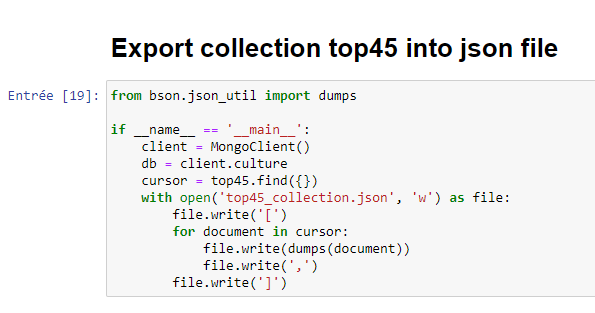 Export collection top45 into json file
Entrée [19]: from bson.json_util import dumps
if __name__ == '__main__':
    client = MongoClient()
    db = client.culture
    cursor = top45.find({})
    with open('top45_collection.json', 'w') as file:
        file.write('[')
        for document in cursor:
            file.write(dumps(document))
            file.write(',')
        file.write(']')